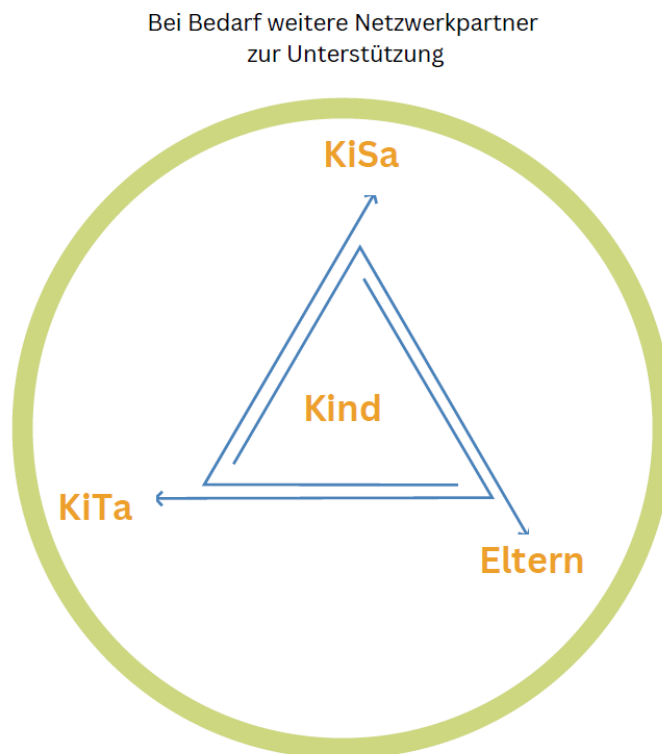 Bei Bedarf weitere Netzwerkpartner
zur Unterstützung
KiSa
Kind
KiTa
Eltern